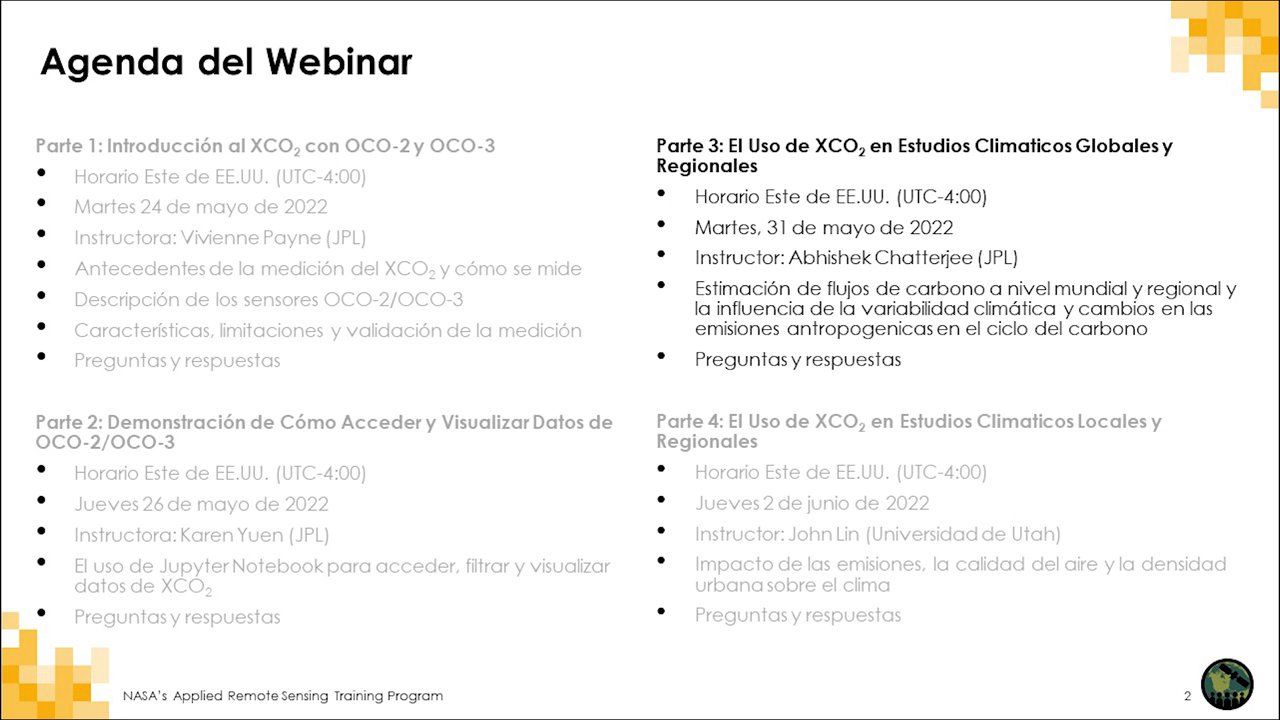 Agenda del Webinar
Parte 1: Introducción al XCO2 con OCO-2 y OCO-3
• Horario Este de EE.UU. (UTC-4:00)
• Martes 24 de mayo de 2022
• Instructora: Vivienne Payne (JPL)
• Antecedentes de la medición del XCO2 y cómo se mide
• Descripción de los sensores OCO-2/OCO-3
• Características, limitaciones y validación de la medición
• Preguntas y respuestas
Parte 2: Demonstración de Cómo Acceder y Visualizar Datos de
OCO-2/OCO-3
• Horario Este de EE.UU. (UTC-4:00)
• Jueves 26 de mayo de 2022
• Instructora: Karen Yuen (JPL)
• El uso de Jupyter Notebook para acceder, filtrar y visualizar
datos de XCO2
• Preguntas y respuestas
Parte 3: El Uso de XCO2 en Estudios Climaticos Globales y
Regionales
• Horario Este de EE.UU. (UTC-4:00)
• Martes, 31 de mayo de 2022
• Instructor: Abhishek Chatterjee (JPL)
• Estimación de flujos de carbono a nivel mundial y regional y
la influencia de la variabilidad climática y cambios en las
emisiones antropogenicas en el ciclo del carbono
• Preguntas y respuestas
Parte 4: El Uso de XCO2 en Estudios Climaticos Locales y
Regionales
• Horario Este de EE.UU. (UTC-4:00)
• Jueves 2 de junio de 2022
• Instructor: John Lin (Universidad de Utah)
• Impacto de las emisiones, la calidad del aire y la densidad
urbana sobre el clima
• Preguntas y respuestas
NASA's Applied Remote Sensing Training Program
2